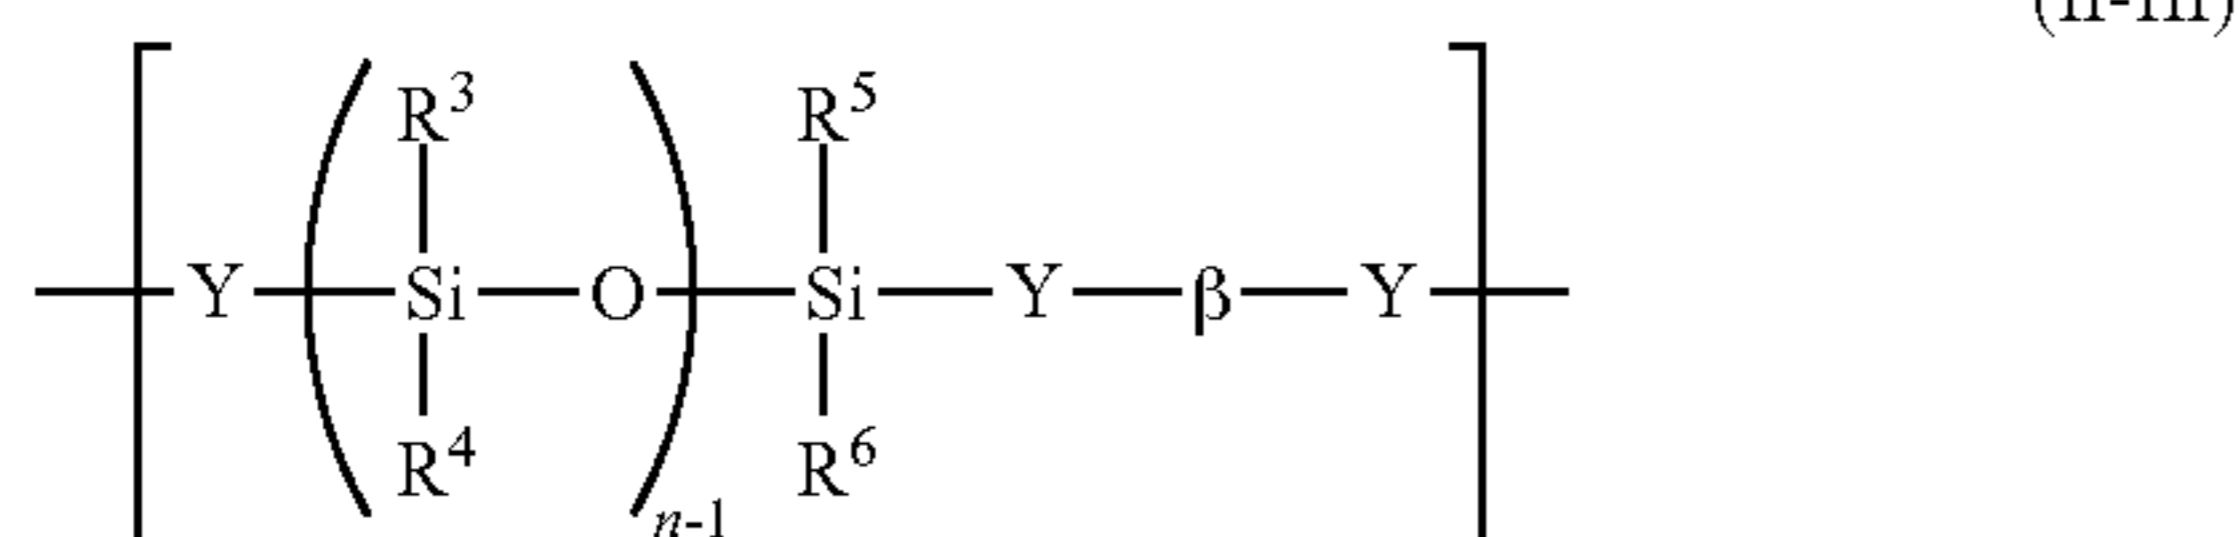 (II-III)
R³ R⁵
Y Si O Si Y β Y
R⁴ R⁶
n-1